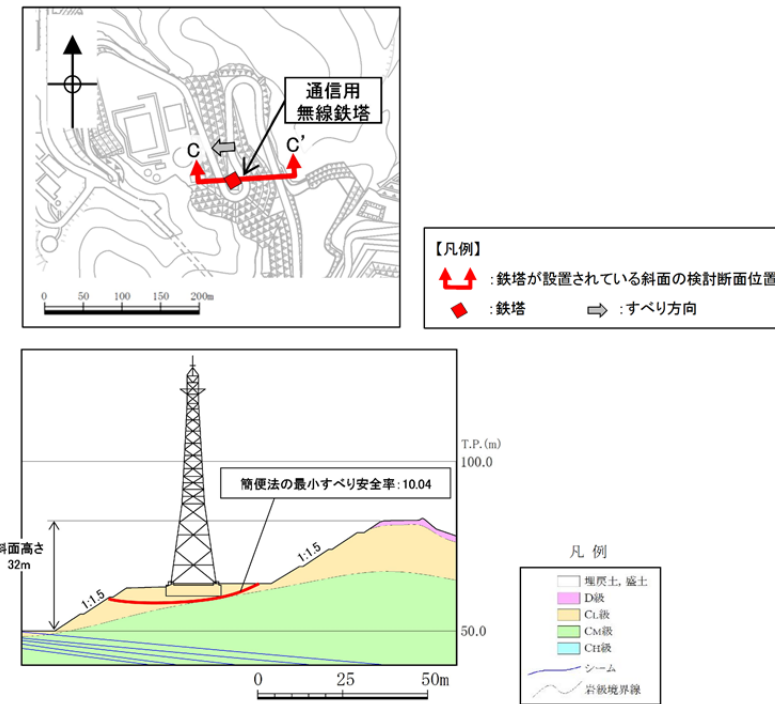 通信用
無線鉄塔
C
C'
0 50 100 150 200m
【凡例】
:鉄塔が設置されている斜面の検討断面位置
:鉄塔
:すべり方向
T.P.(m)
100.0
簡便法の最小すべり安全率:10.04
斜面高さ
32m
1:1.5
1:1.5
50.0
0 25 50m
凡 例
埋戻土, 盛土
D級
CL級
CM級
CH級
シーム
岩級境界線